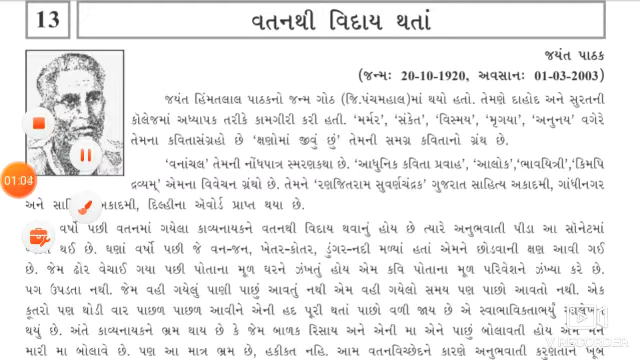 13
વતનથી વિદાય થતાં
જયંત પાઠક
(જન્મ: 20-10-1920, અવસાન: 01-03-2003)
જયંત હિંમતલાલ પાઠકનો જન્મ ગોઠ (જિ.પંચમહાલ)માં થયો હતો. તેમણે દાહોદ અને સુરતની
કોલેજમાં અધ્યાપક તરીકે કામગીરી કરી હતી. 'મર્મર', 'સંકેત', 'વિસ્મય', 'મૃગયા', 'અનુનય' વગેરે
તેમના કવિતાસંગ્રહો છે 'ક્ષણોમાં જીવું છું' તેમની સમગ્ર કવિતાનો ગ્રંથ છે.
'વનાંચલ' તેમની નોંધપાત્ર સ્મરણકથા છે. 'આધુનિક કવિતા પ્રવાહ', 'આલોક','ભાવયિત્રી','કિમપિ
દ્રવ્યમ્' એમના વિવેચન ગ્રંથો છે. તેમને 'રણજિતરામ સુવર્ણચંદ્રક' ગુજરાત સાહિત્ય અકાદમી, ગાંધીનગર
01:04
અને અકાદમી, દિલ્હીના એવોર્ડ પ્રાપ્ત થયા છે.
વર્ષો પછી વતનમાં ગયેલા કાવ્યનાયકને વતનથી વિદાય થવાનું હોય છે ત્યારે અનુભવાતી પીડા આ સૉનેટમાં
થઈ છે. ઘણાં વર્ષો પછી જે વન-જન, ખેતર-કોતર, ડુંગર-નદી મળ્યાં હતાં એમને છોડવાની ક્ષણ આવી ગઈ
છે. જેમ ઢોર વેચાઈ ગયા પછી પોતાના મૂળ ઘરને ઝંખતું હોય એમ કવિ પોતાના મૂળ પરિવેશને ઝંખ્યા કરે છે.
પગ ઉપડતા નથી. જેમ વહી ગયેલું પાણી પાછું આવતું નથી એમ વહી ગયેલો સમય પણ પાછો આવતો નથી. એક
કૂતરો પણ થોડી વાર પાછળ પાછળ આવીને એની હદ પૂરી થતાં પાછો વળી જાય છે એ સ્વાભાવિકતાભર્યું
થયું છે. અંતે કાવ્યનાયકને ભ્રમ થાય છે કે જેમ બાળક રિસાય અને એની મા એને પાછું બોલાવતી હોય એમ
મારી મા બોલાવે છે. પણ આ માત્ર ભ્રમ છે, હકીકત નહિ. આમ વતનવિચ્છેદને કારણે અનુભવાતી કરુણતાને ખૂબ
V RECORDER